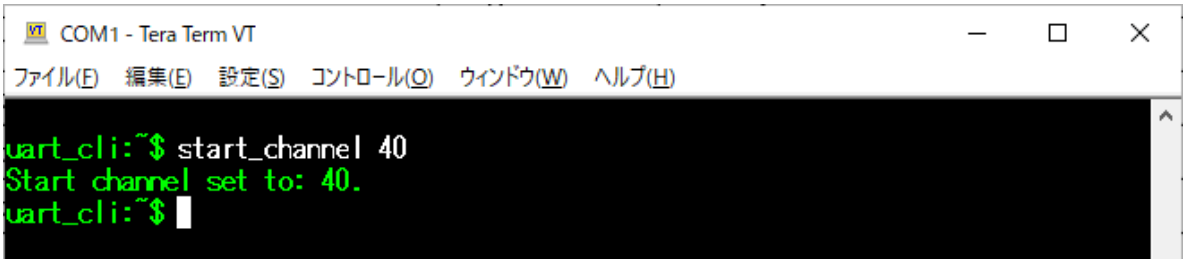 COM1 - Tera Term VT
ファイル(F) 編集(E) 設定(S) コントロール(O) ウィンドウ(W) ヘルプ(H)
uart_cli:~$ start_channel 40
Start channel set to: 40.
uart_cli:~$